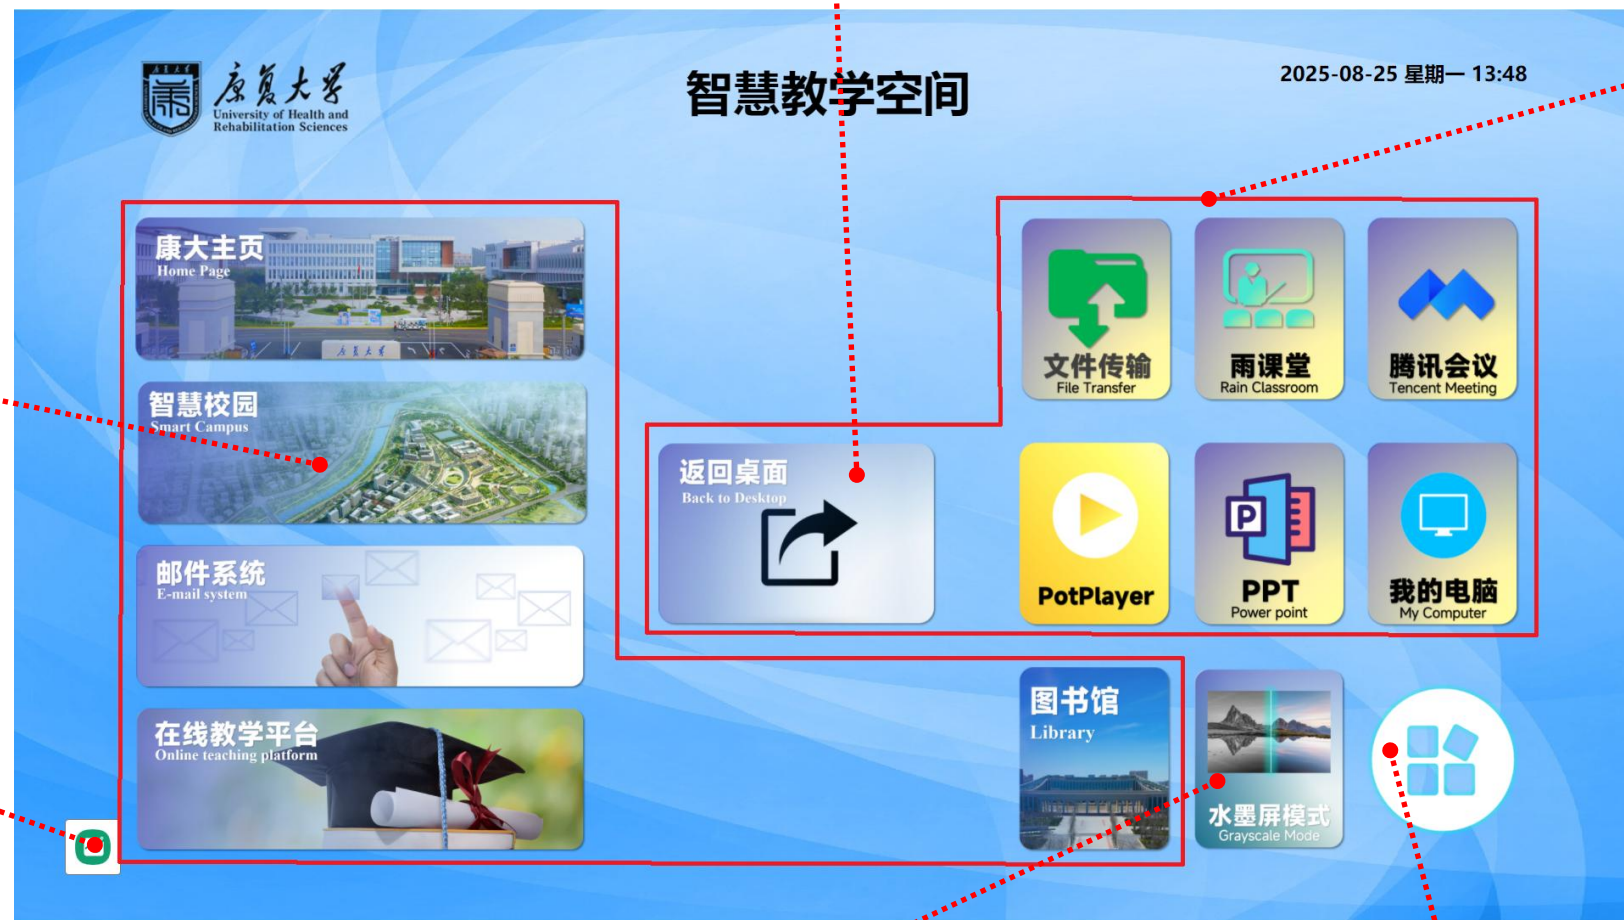 康复大学
University of Health and
Rehabilitation Sciences
智慧教学空间
2025-08-25 星期一 13:48
康大主页
Home Page
康复大学
智慧校园
Smart Campus
邮件系统
E-mail system
在线教学平台
Online teaching platform
返回桌面
Back to Desktop
文件传输
File Transfer
雨课堂
Rain Classroom
腾讯会议
Tencent Meeting
PotPlayer
P
PPT
Power point
我的电脑
My Computer
图书馆
Library
水墨屏模式
Grayscale Mode